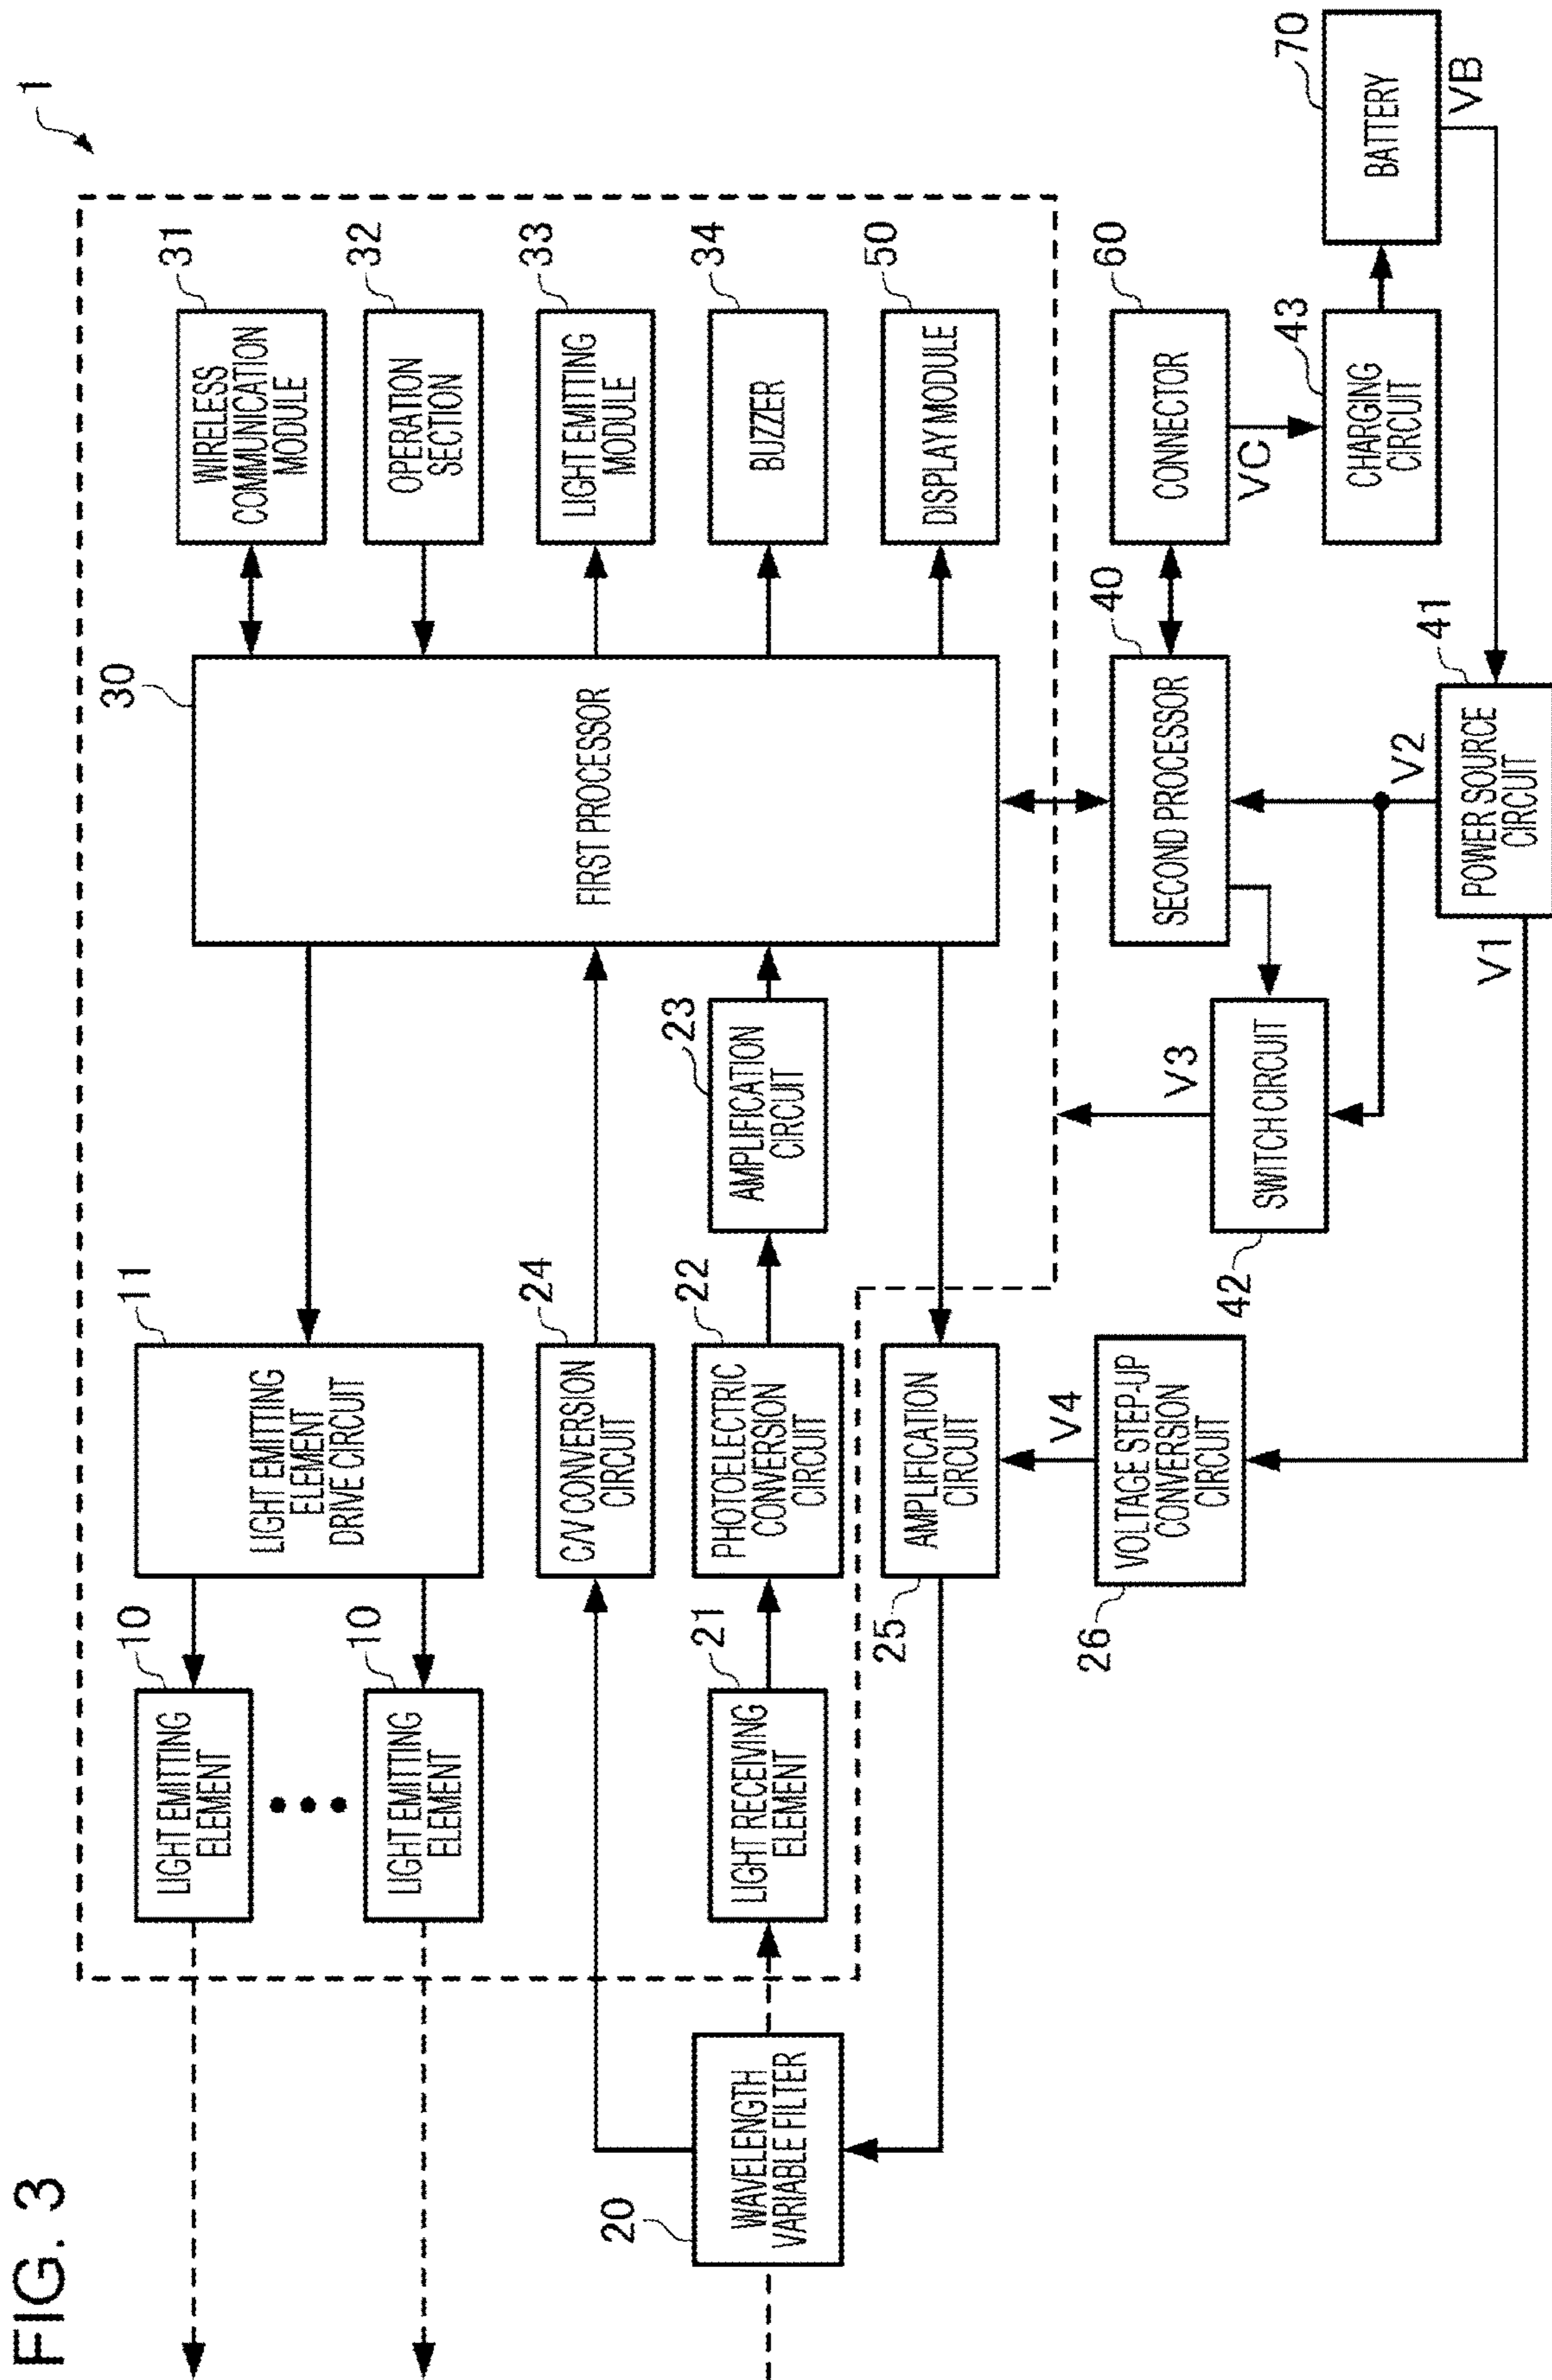 FIG. 3
1
10
LIGHT EMITTING
ELEMENT
10
LIGHT EMITTING
ELEMENT
11
LIGHT EMITTING
ELEMENT
DRIVE CIRCUIT
30
FIRST PROCESSOR
31
WIRELESS
COMMUNICATION
MODULE
32
OPERATION
SECTION
33
LIGHT EMITTING
MODULE
34
BUZZER
50
DISPLAY MODULE
20
WAVELENGTH
VARIABLE FILTER
21
LIGHT RECEIVING
ELEMENT
24
C/V CONVERSION
CIRCUIT
22
PHOTOELECTRIC
CONVERSION
CIRCUIT
23
AMPLIFICATION
CIRCUIT
25
AMPLIFICATION
CIRCUIT
V4
26
VOLTAGE STEP-UP
CONVERSION
CIRCUIT
V3
42
SWITCH CIRCUIT
40
SECOND PROCESSOR
60
CONNECTOR
VC
43
CHARGING
CIRCUIT
70
BATTERY
VB
V1
V2
41
POWER SOURCE
CIRCUIT